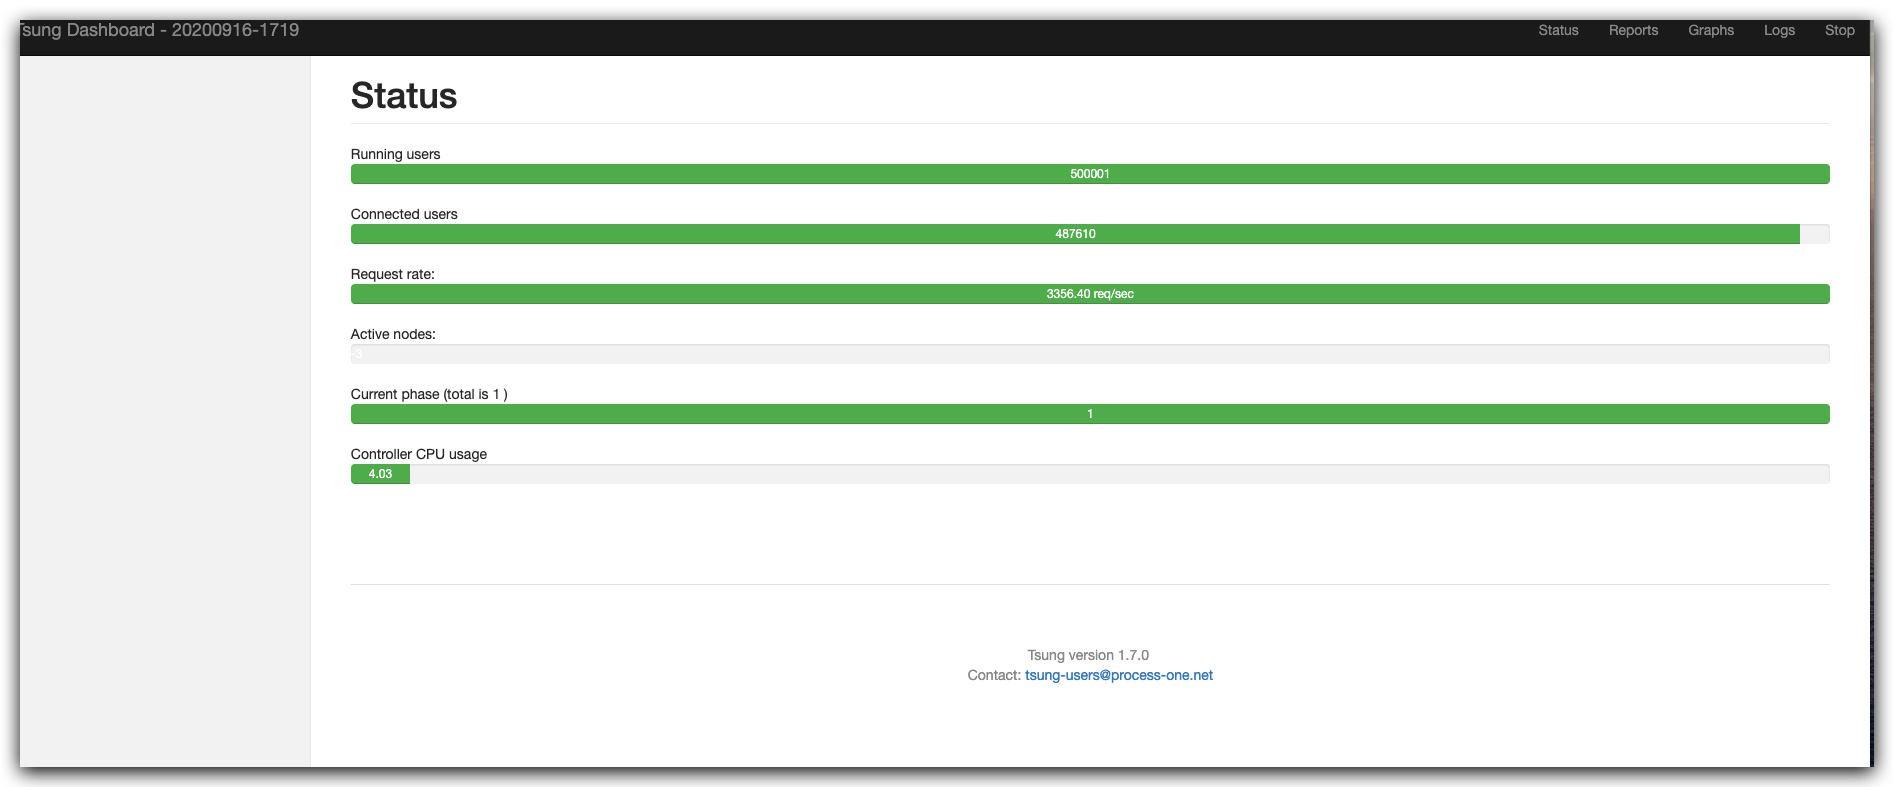 Tsung Dashboard - 20200916-1719
Status Reports Graphs Logs Stop
Status
Running users
500001
Connected users
487610
Request rate:
3356.40 req/sec
Active nodes:
-3
Current phase (total is 1 )
1
Controller CPU usage
4.03
Tsung version 1.7.0
Contact: tsung-users@process-one.net